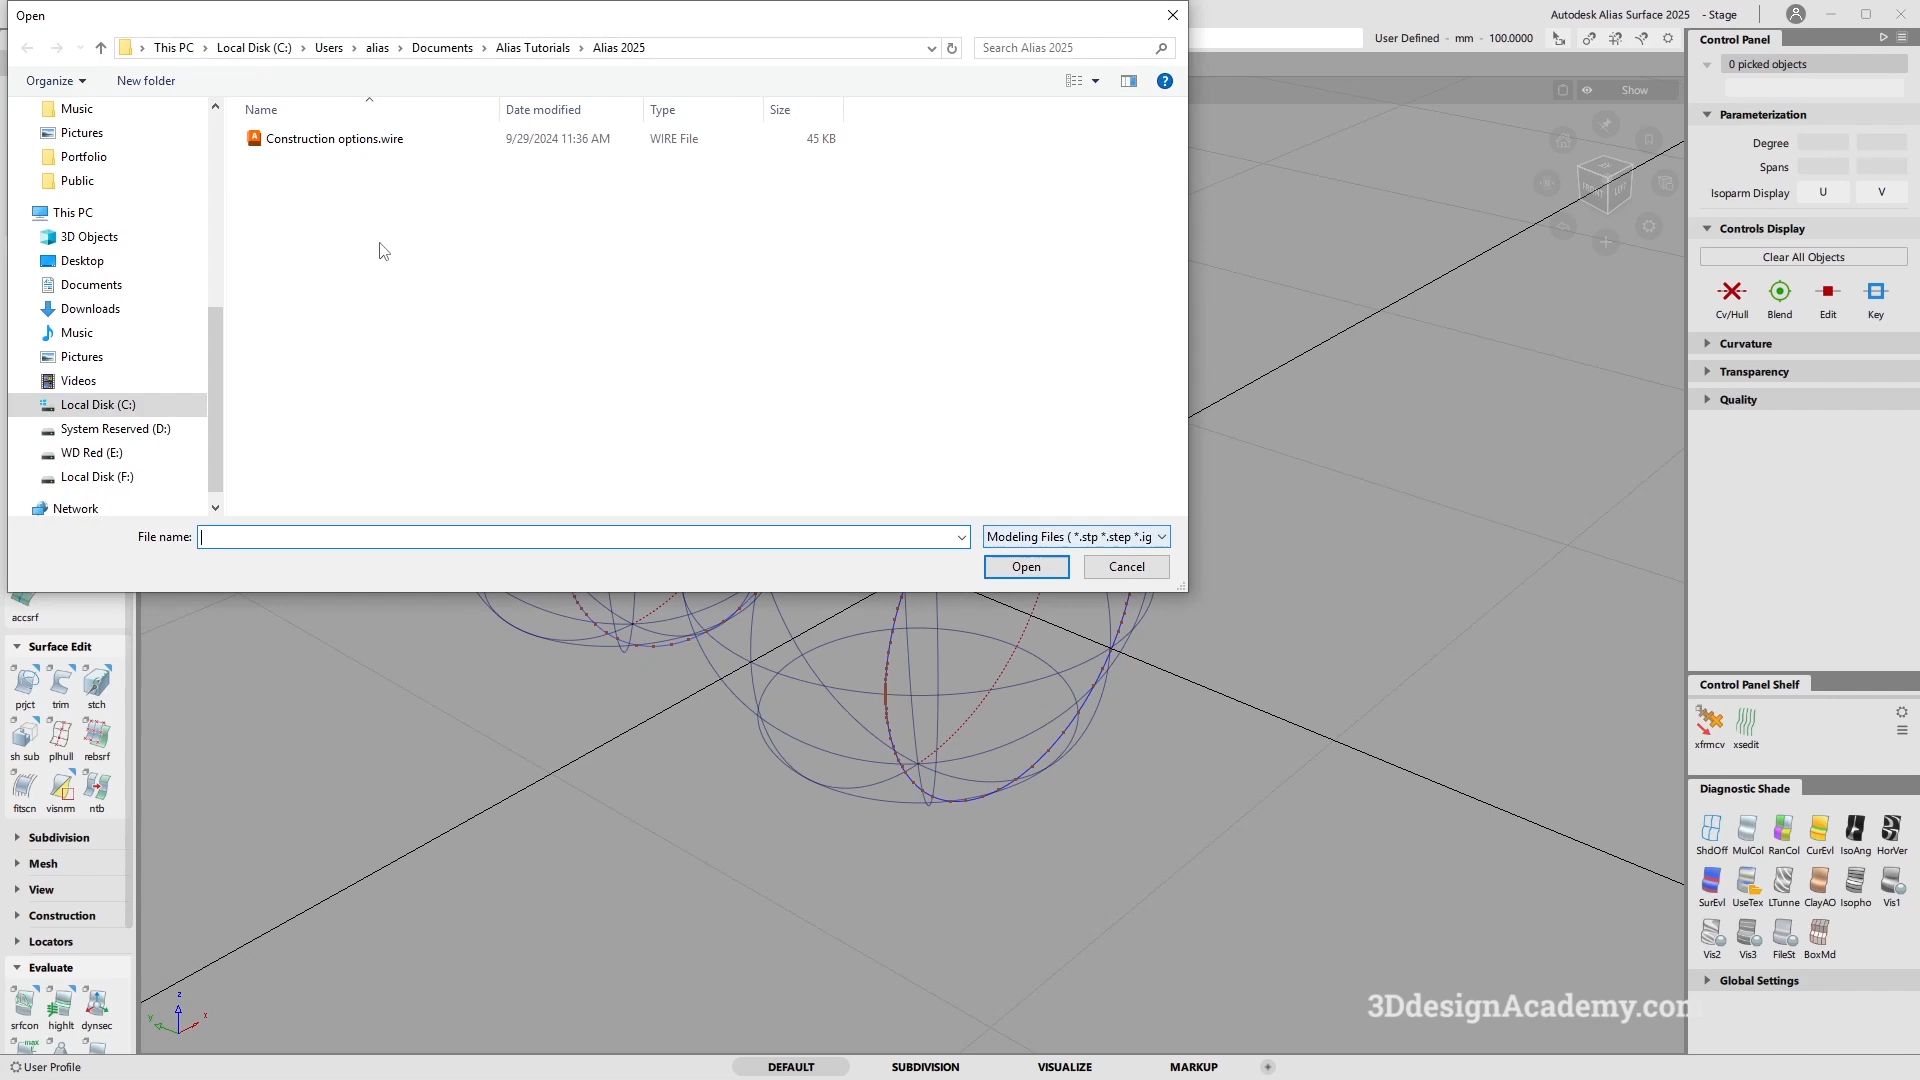 Open
Autodesk Alias Surface 2025 - Stage
This PC Local Disk (C:) Users alias Documents Alias Tutorials Alias 2025
Search Alias 2025
User Defined - mm - 100.0000
Control Panel
Organize
New folder
0 picked objects
Show
Name
Date modified
Type
Size
Construction options.wire
9/29/2024 11:36 AM
WIRE File
45 KB
Music
Pictures
Portfolio
Public
This PC
3D Objects
Desktop
Documents
Downloads
Music
Pictures
Videos
Local Disk (C:)
System Reserved (D:)
WD Red (E:)
Local Disk (F:)
Network
File name:
Modeling Files ( *.stp *.step *.ig
Open
Cancel
Parameterization
Degree
Spans
Isoparm Display U V
Controls Display
Clear All Objects
Cv/Hull Blend Edit Key
Curvature
Transparency
Quality
accsrf
Surface Edit
prjct trim stch
sh sub plhull rebsrf
fitscn visnrm ntb
Subdivision
Mesh
View
Construction
Locators
Evaluate
srfcon highlt dynsec
max
Control Panel Shelf
xfrmcv xsedit
Diagnostic Shade
ShdOff MulCol RanCol CurEvl IsoAng HorVer
SurEvl UseTex LTunne ClayAO Isopho Vis1
Vis2 Vis3 FileSt BoxMd
Global Settings
3DdesignAcademy.com
z
y
x
User Profile
DEFAULT
SUBDIVISION
VISUALIZE
MARKUP